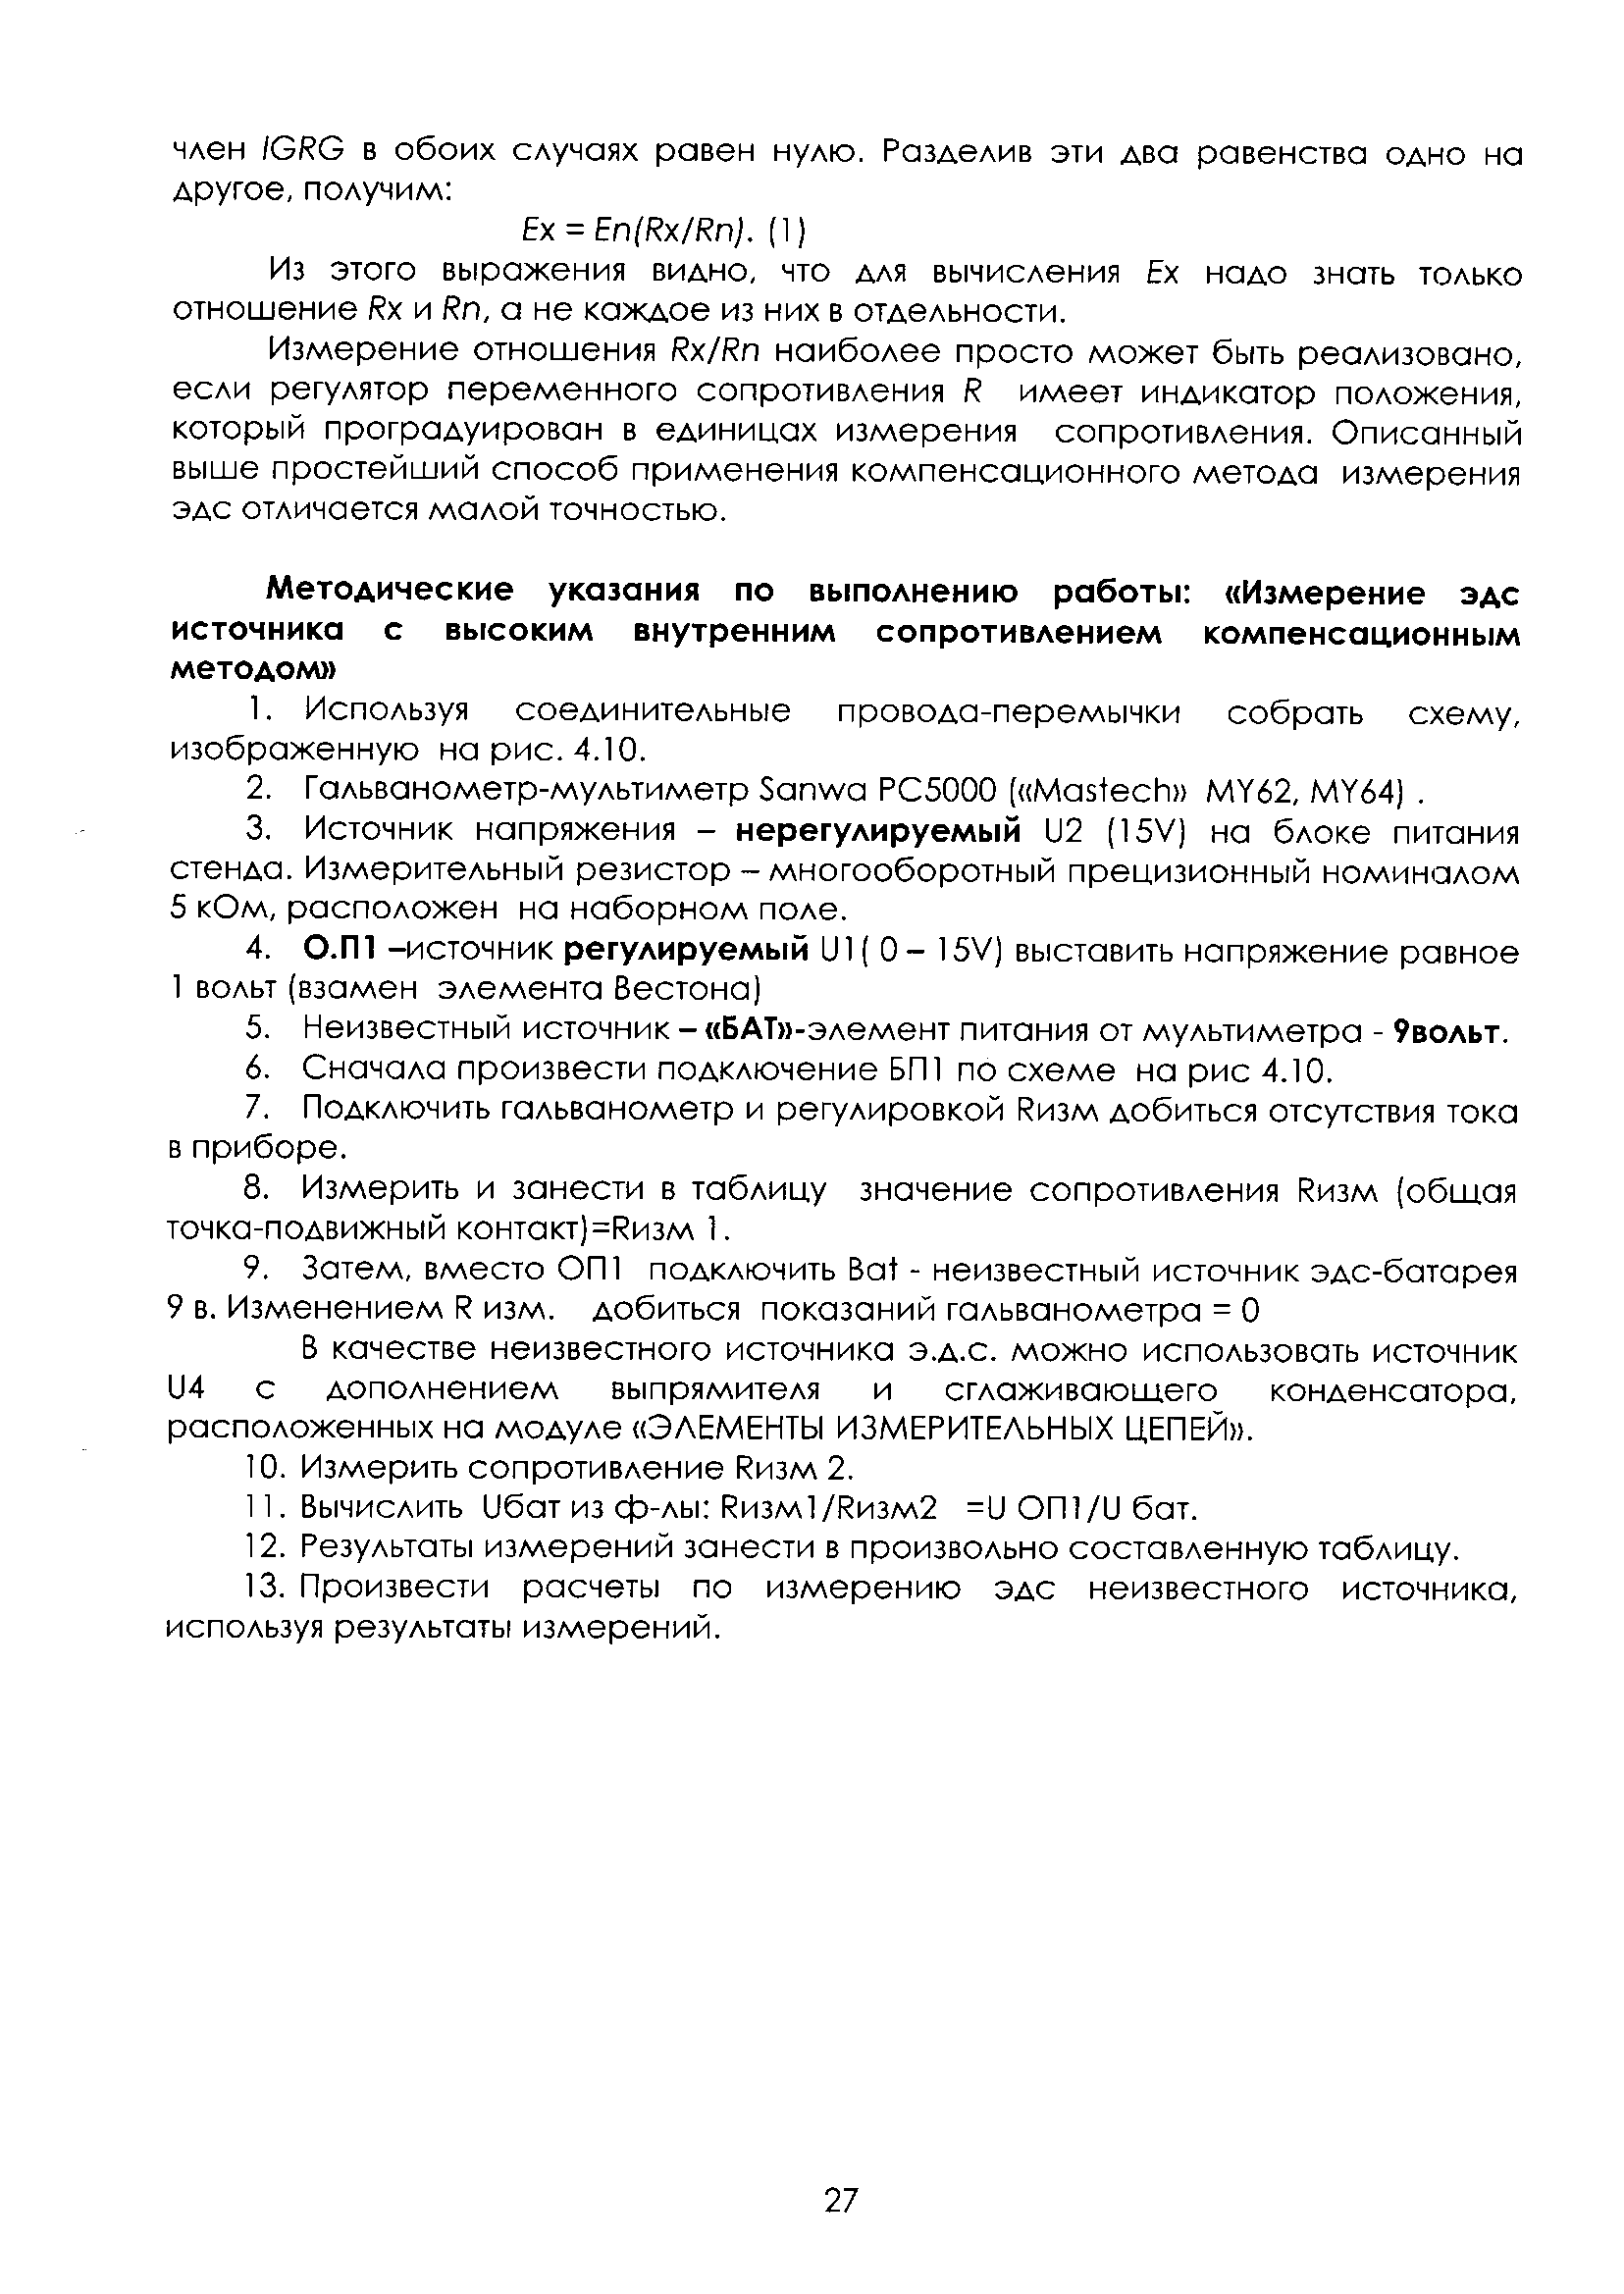 член IGRG в обоих случаях равен нулю. Разделив эти два равенства одно на
другое, получим:
Ex = En(Rx/Rn). (1)
Из этого выражения видно, что для вычисления Ex надо знать только
отношение Rx и Rn, а не каждое из них в отдельности.
Измерение отношения Rx/Rn наиболее просто может быть реализовано,
если регулятор переменного сопротивления R имеет индикатор положения,
который проградуирован в единицах измерения сопротивления. Описанный
выше простейший способ применения компенсационного метода измерения
эдс отличается малой точностью.
Методические указания по выполнению работы: «Измерение эдс
источника с высоким внутренним сопротивлением компенсационным
методом»
1. Используя соединительные провода-перемычки собрать схему,
изображенную на рис. 4.10.
2. Гальванометр-мультиметр Sanwa PC5000 («Mastech» MY62, MY64) .
3. Источник напряжения – нерегулируемый U2 (15V) на блоке питания
стенда. Измерительный резистор – многооборотный прецизионный номиналом
5 кОм, расположен на наборном поле.
4. О.П1 –источник регулируемый U1( 0 – 15V) выставить напряжение равное
1 вольт (взамен элемента Вестона)
5. Неизвестный источник – «БАТ»-элемент питания от мультиметра - 9вольт.
6. Сначала произвести подключение БП1 по схеме на рис 4.10.
7. Подключить гальванометр и регулировкой Rизм добиться отсутствия тока
в приборе.
8. Измерить и занести в таблицу значение сопротивления Rизм (общая
точка-подвижный контакт)=Rизм 1.
9. Затем, вместо ОП1 подключить Bat - неизвестный источник эдс-батарея
9 в. Изменением R изм. добиться показаний гальванометра = 0
В качестве неизвестного источника э.д.с. можно использовать источник
U4 с дополнением выпрямителя и сглаживающего конденсатора,
расположенных на модуле «ЭЛЕМЕНТЫ ИЗМЕРИТЕЛЬНЫХ ЦЕПЕЙ».
10. Измерить сопротивление Rизм 2.
11. Вычислить Uбат из ф-лы: Rизм1/Rизм2 =U ОП1/U бат.
12. Результаты измерений занести в произвольно составленную таблицу.
13. Произвести расчеты по измерению эдс неизвестного источника,
используя результаты измерений.
27